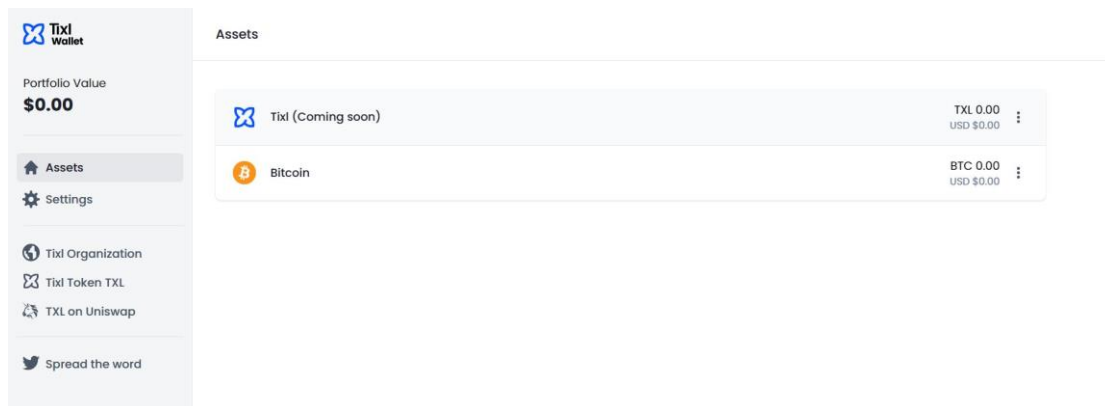 Tixl
Wallet
Portfolio Value
$0.00
Assets
Settings
Tixl Organization
Tixl Token TXL
TXL on Uniswap
Spread the word
Assets
Tixl (Coming soon)
TXL 0.00
USD $0.00
Bitcoin
BTC 0.00
USD $0.00